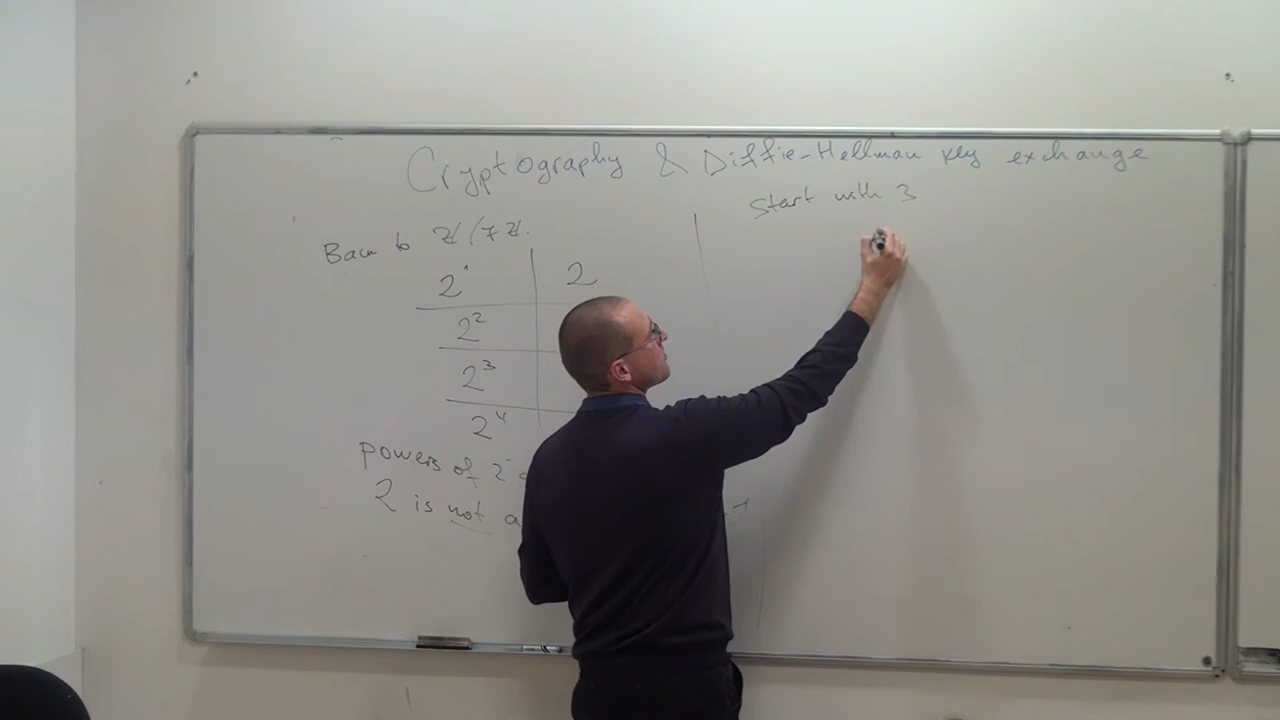 Cryptography & Diffie-Hellman key exchange
Back to ℤ/7ℤ.
2¹ 2
2²
2³
2⁴
powers of 2
2 is not a
Start with 3